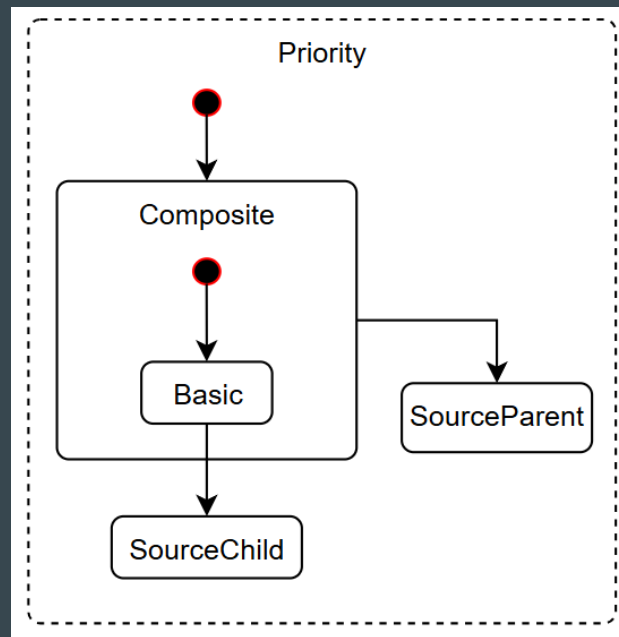 Priority
Composite
Basic
SourceParent
SourceChild